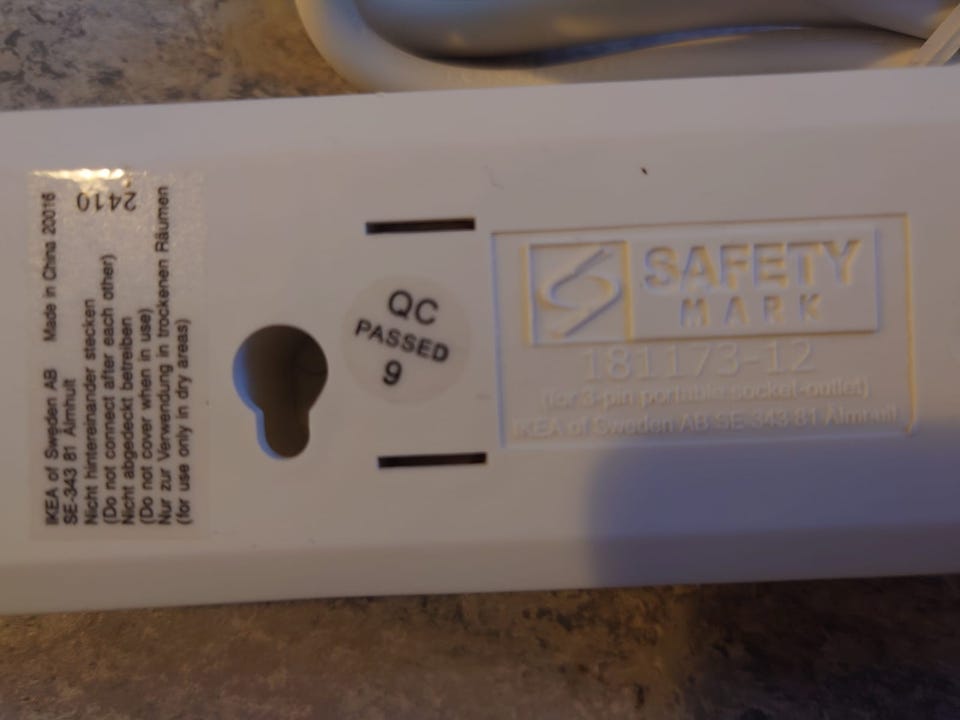 IKEA of Sweden AB Made in China 20016
SE-343 81 Älmhult
2410
Nicht hintereinander stecken
(Do not connect after each other)
Nicht abgedeckt betreiben
(Do not cover when in use)
Nur zur Verwendung in trockenen Räumen
(for use only in dry areas)
QC
PASSED
9
SAFETY
MARK
181173-12
(for 3-pin portable socket-outlet)
IKEA of Sweden AB SE-343 81 Älmhult